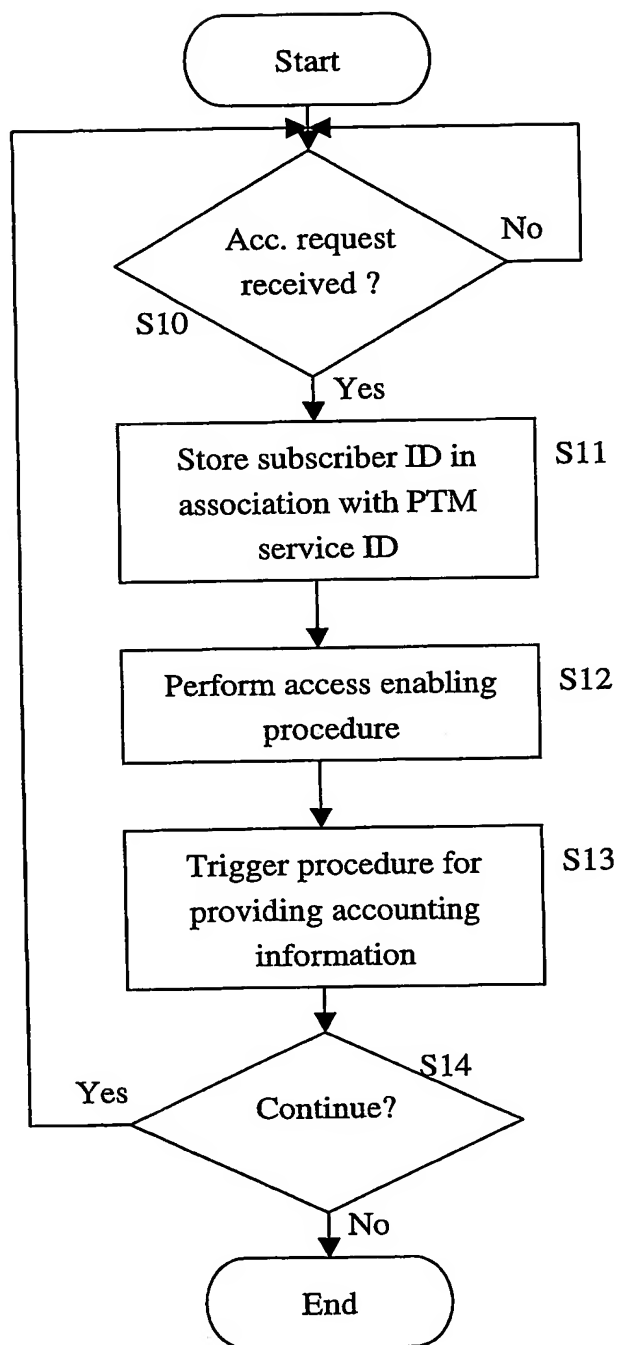 Start
Acc. request
received ?
No
S10
Yes
Store subscriber ID in
association with PTM
service ID
S11
Perform access enabling
procedure
S12
Trigger procedure for
providing accounting
information
S13
S14
Yes
Continue?
No
End